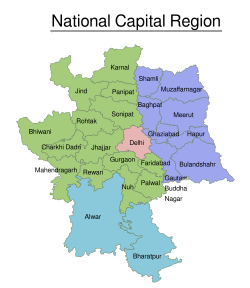 National Capital Region
Karnal
Shamli
Muzaffarnagar
Jind
Panipat
Baghpat
Meerut
Rohtak
Sonipat
Bhiwani
Ghaziabad
Hapur
Delhi
Charkhi Dadri
Jhajjar
Gurgaon
Faridabad
Bulandshahr
Mahendragarh
Rewari
Gautam
Buddha
Nagar
Nuh
Palwal
Alwar
Bharatpur